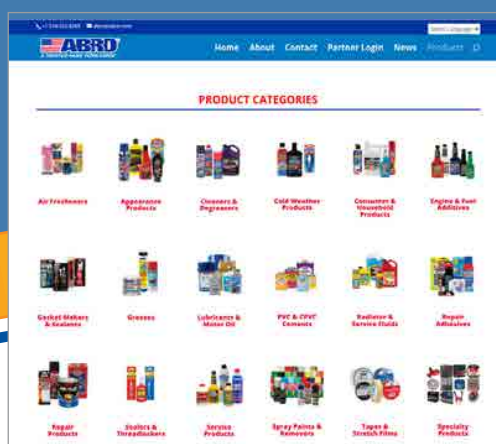 Select Language
ABRO
Home About Contact Partner Login News Products
PRODUCT CATEGORIES
Air Fresheners
Appearance
Products
Cleaners &
Degreasers
Cold Weather
Products
Consumer &
Household
Products
Engine & Fuel
Additives
Gasket Makers
& Sealants
Greases
Lubricants &
Motor Oil
PVC & CPVC
Cements
Radiator &
Service Fluids
Repair
Adhesives
Repair
Products
Sealers &
Threadlockers
Service
Products
Spray Paints &
Removers
Tapes &
Stretch Films
Specialty
Products